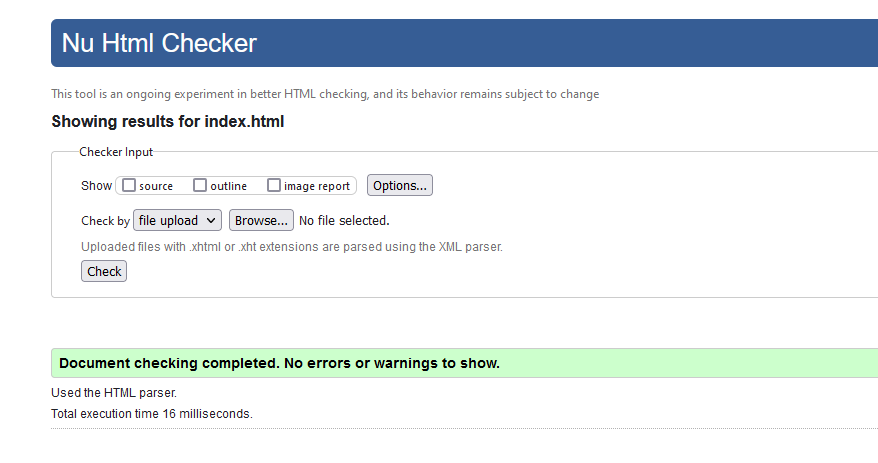 Nu Html Checker
This tool is an ongoing experiment in better HTML checking, and its behavior remains subject to change
Showing results for index.html
Checker Input
Show source outline image report Options...
Check by file upload Browse... No file selected.
Uploaded files with .xhtml or .xht extensions are parsed using the XML parser.
Check
Document checking completed. No errors or warnings to show.
Used the HTML parser.
Total execution time 16 milliseconds.